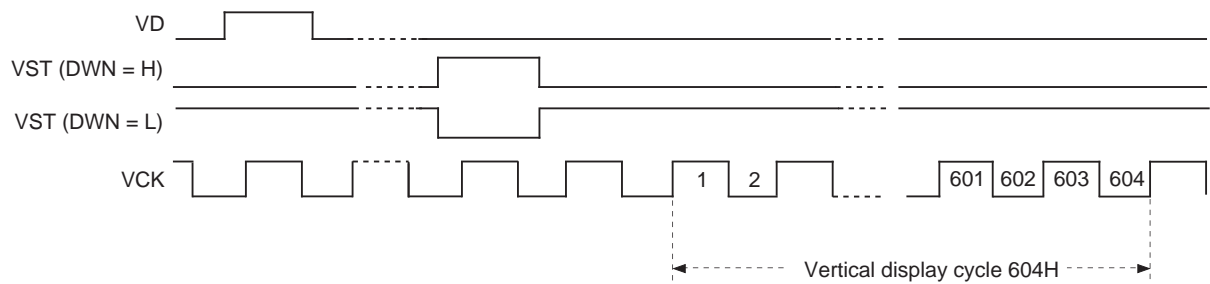 VD
VST (DWN = H)
VST (DWN = L)
VCK
1 2 601 602 603 604
Vertical display cycle 604H